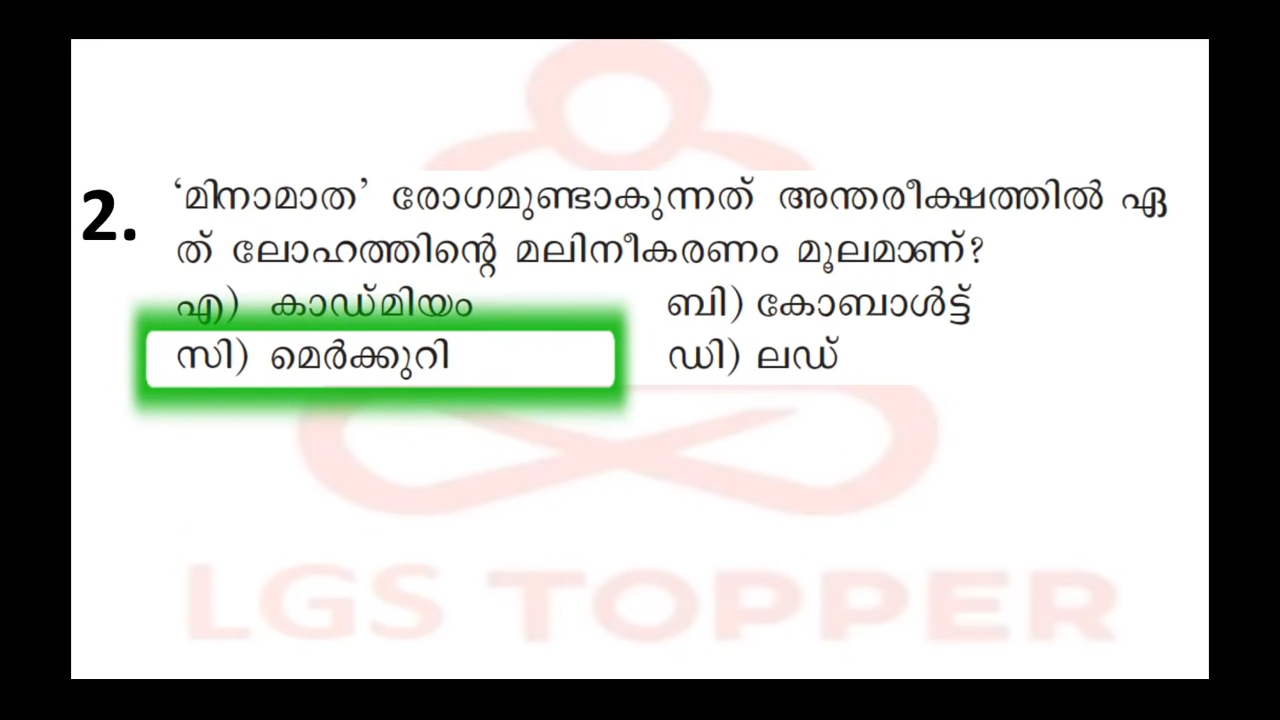 2. ‘മിനാമാത’ രോഗമുണ്ടാകുന്നത് അന്തരീക്ഷത്തിൽ ഏ
ത് ലോഹത്തിന്റെ മലിനീകരണം മൂലമാണ്?
എ) കാഡ്മിയം ബി) കോബാൾട്ട്
സി) മെർക്കുറി ഡി) ലഡ്
LGS TOPPER